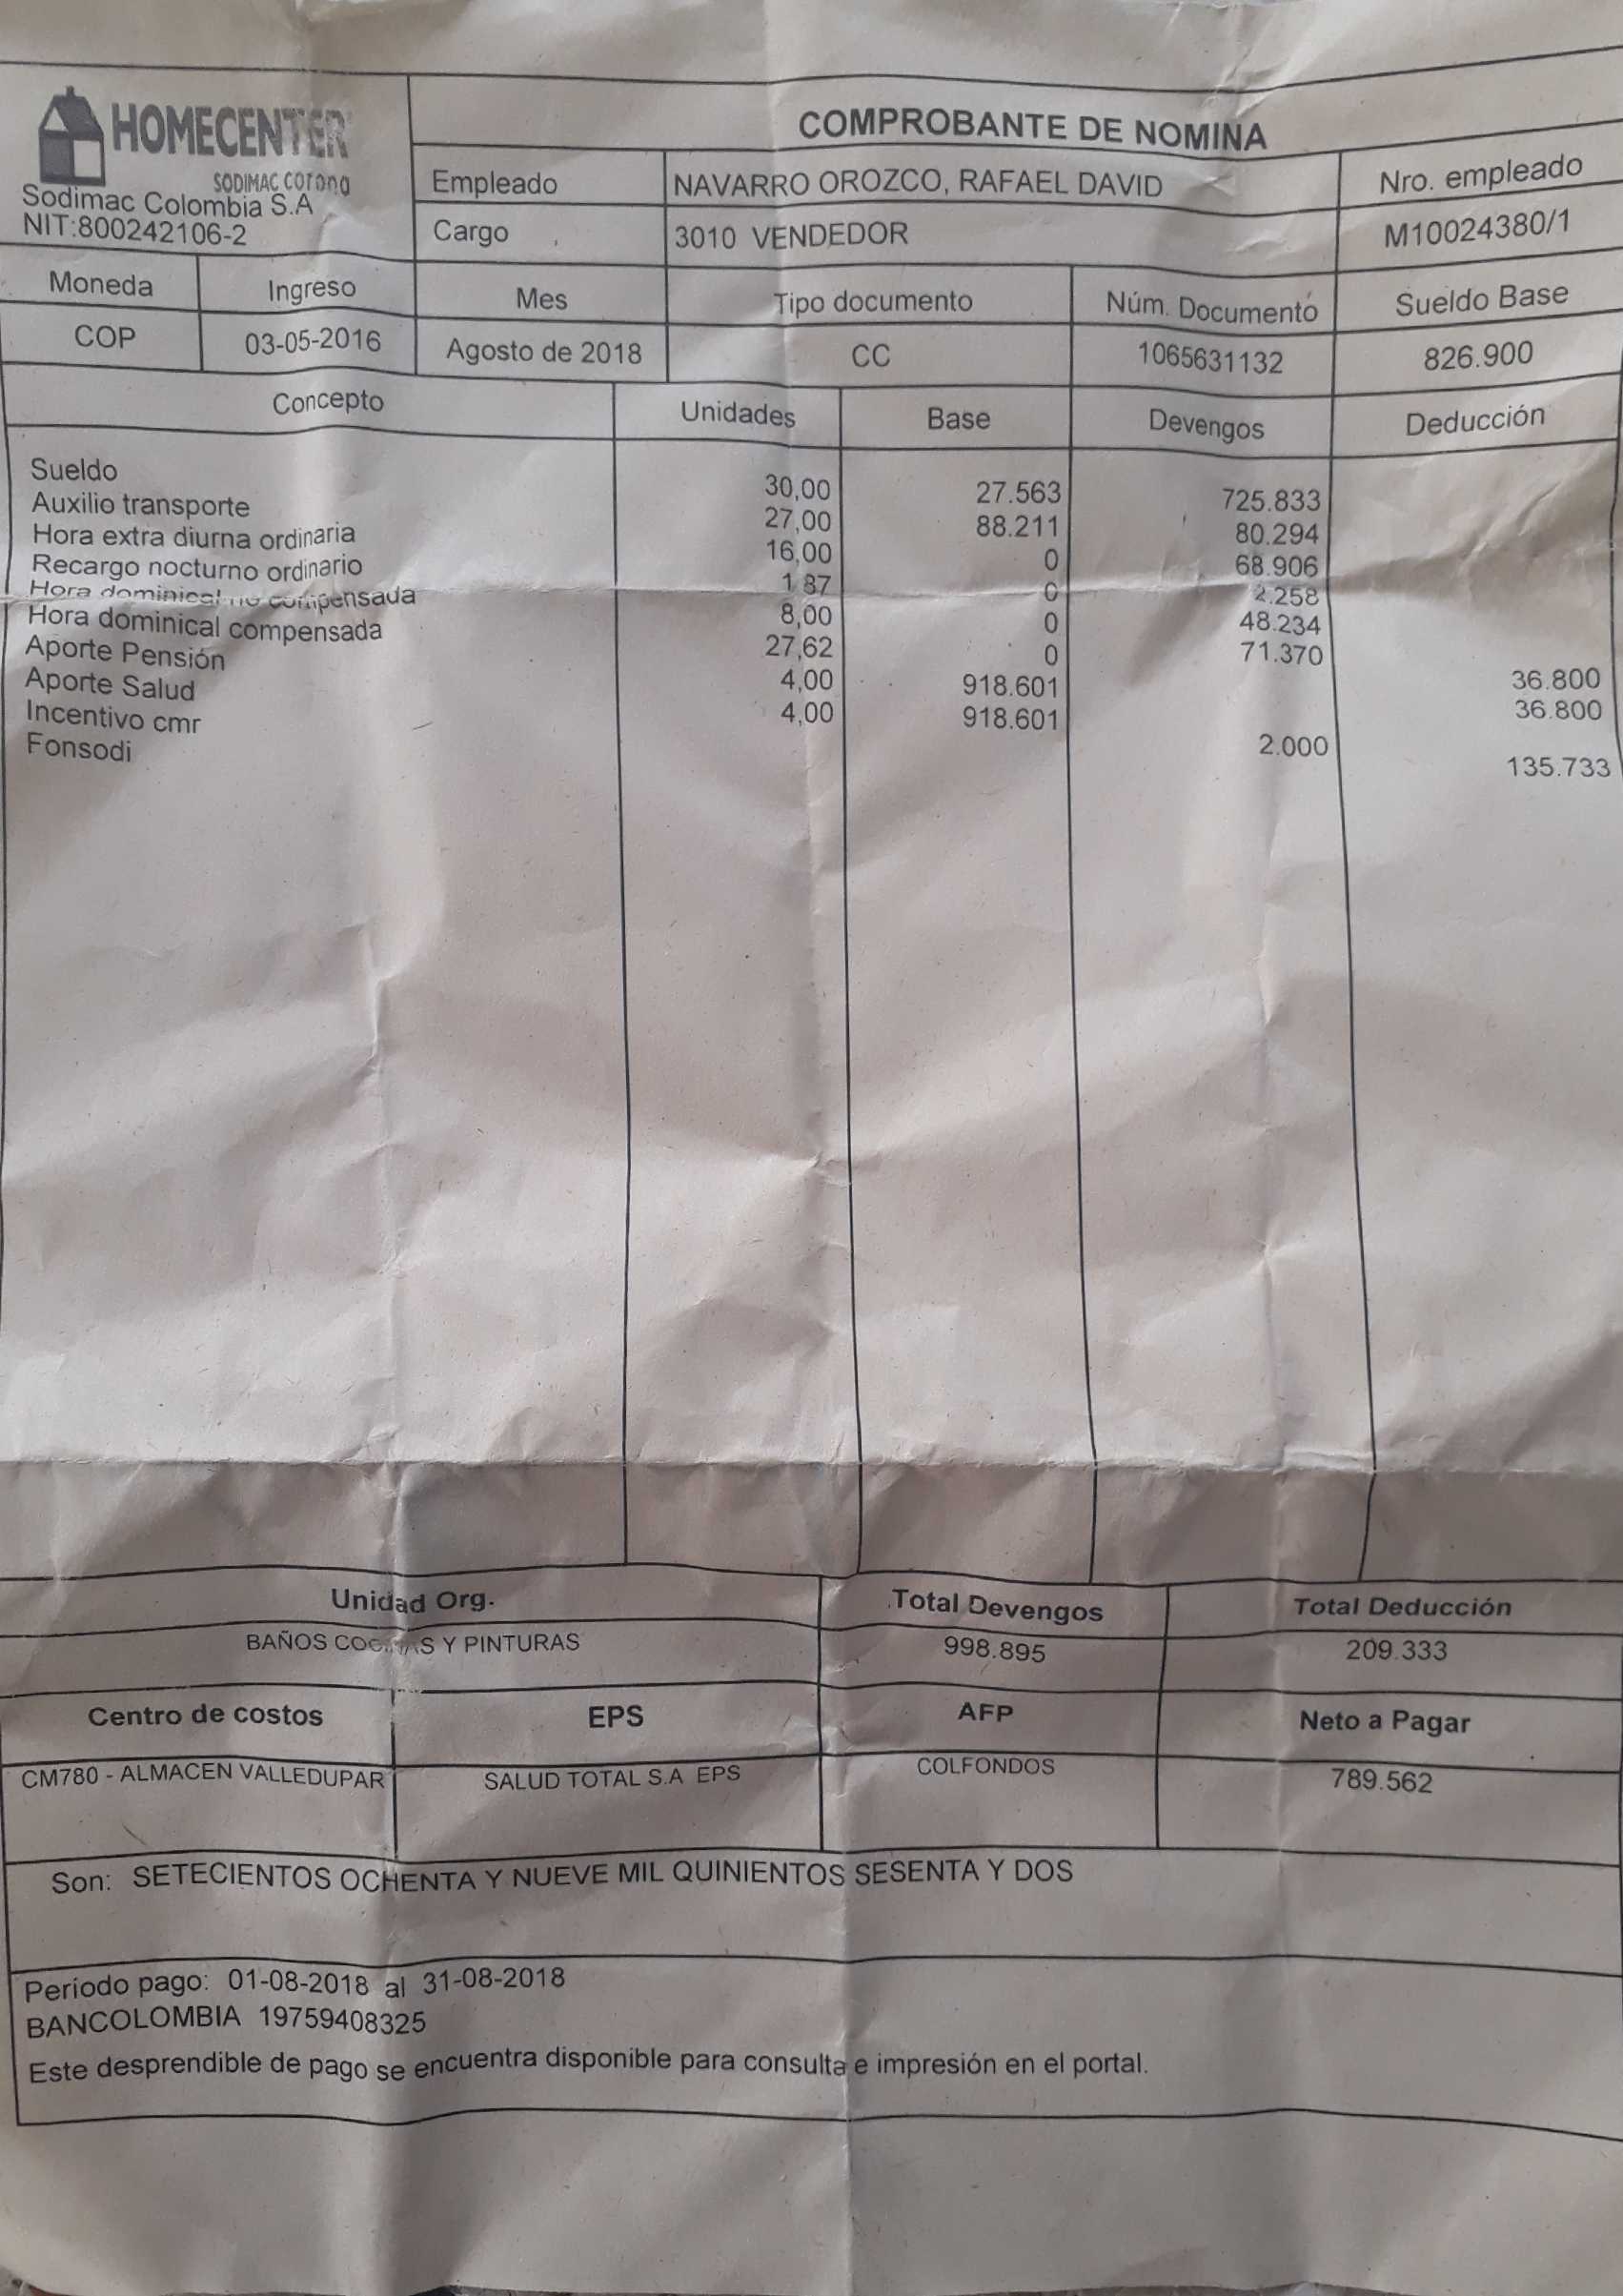 HOMECENTER
SODIMAC Corona
Sodimac Colombia S.A
NIT:800242106-2
COMPROBANTE DE NOMINA
Empleado NAVARRO OROZCO, RAFAEL DAVID Nro. empleado
Cargo 3010 VENDEDOR M10024380/1
Moneda Ingreso Mes Tipo documento Núm. Documento Sueldo Base
COP 03-05-2016 Agosto de 2018 CC 1065631132 826.900
Concepto Unidades Base Devengos Deducción
Sueldo 30,00 27.563 725.833
Auxilio transporte 27,00 88.211 80.294
Hora extra diurna ordinaria 16,00 0 68.906
Recargo nocturno ordinario 1,87 0 2.258
Hora dominical no compensada 8,00 0 48.234
Hora dominical compensada 27,62 0 71.370
Aporte Pensión 4,00 918.601 36.800
Aporte Salud 4,00 918.601 36.800
Incentivo cmr 2.000
Fonsodi 135.733
Unidad Org. Total Devengos Total Deducción
BAÑOS COCINAS Y PINTURAS 998.895 209.333
Centro de costos EPS AFP Neto a Pagar
CM780 - ALMACEN VALLEDUPAR SALUD TOTAL S.A EPS COLFONDOS 789.562
Son: SETECIENTOS OCHENTA Y NUEVE MIL QUINIENTOS SESENTA Y DOS
Período pago: 01-08-2018 al 31-08-2018
BANCOLOMBIA 19759408325
Este desprendible de pago se encuentra disponible para consulta e impresión en el portal.